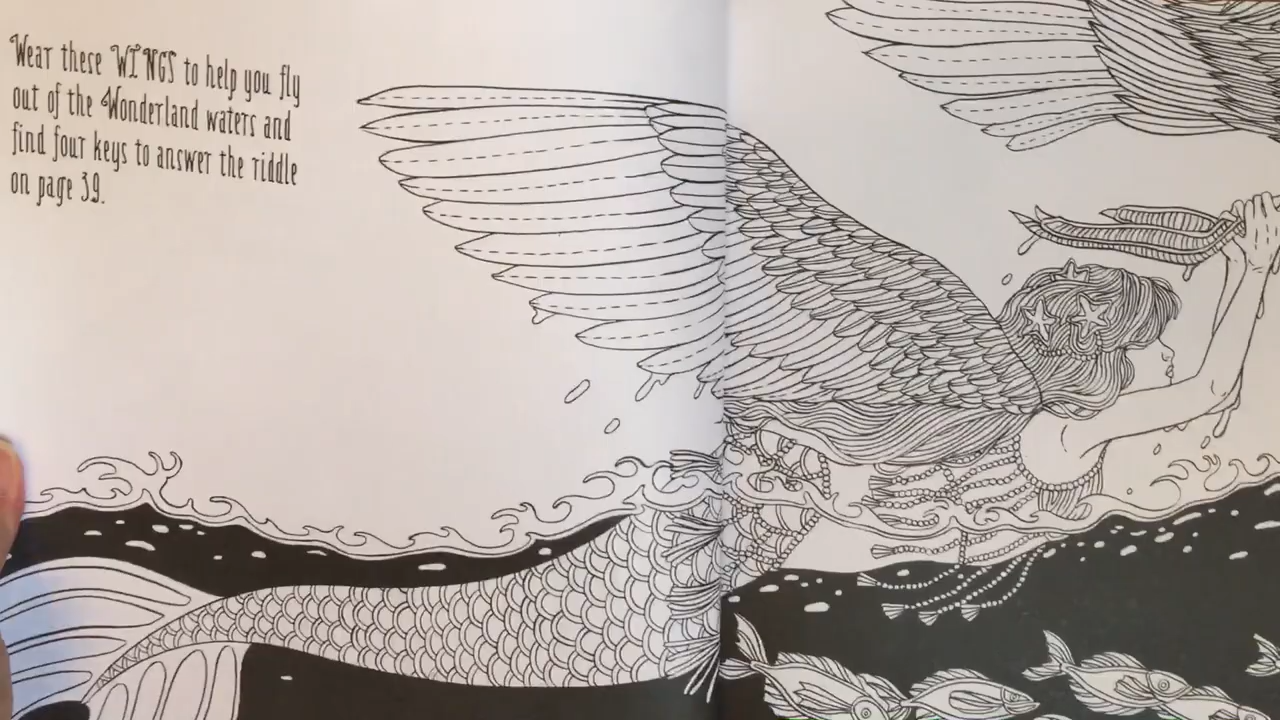 Wear these WINGS to help you fly
out of the Wonderland waters and
find four keys to answer the riddle
on page 39.